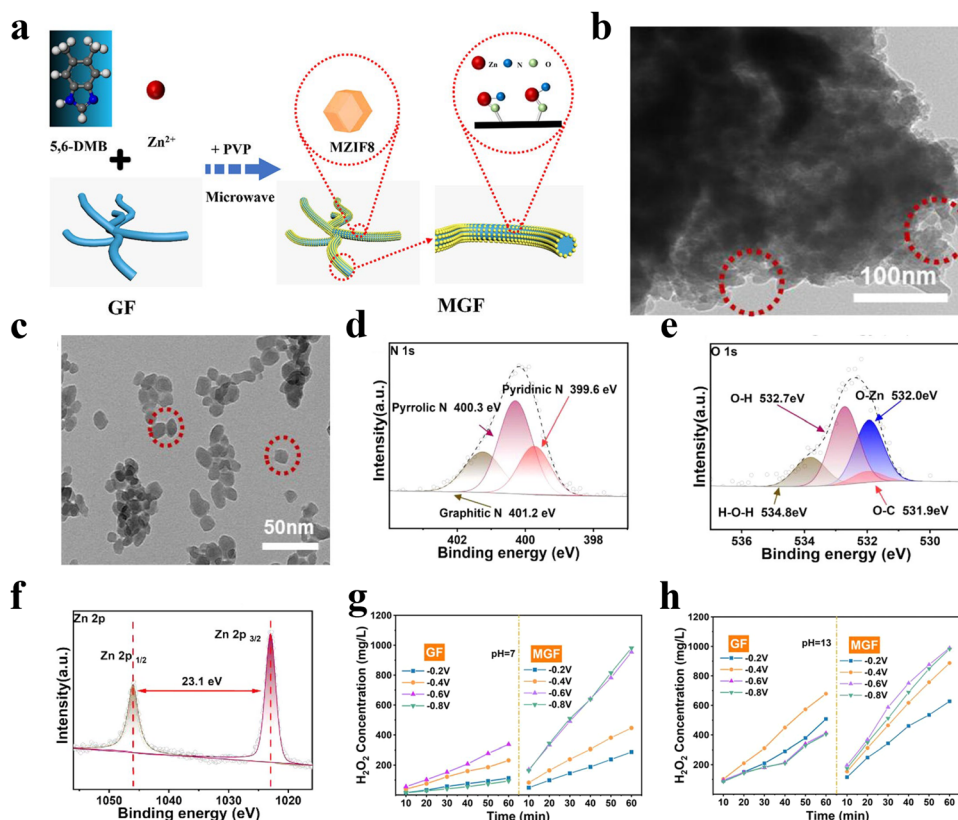 a
5,6-DMB
Zn²⁺
+ PVP
Microwave
GF
MZIF8
Zn N O
MGF
b
100nm
c
50nm
d
N 1s
Pyrrolic N 400.3 eV
Pyridinic N 399.6 eV
Graphitic N 401.2 eV
Intensity(a.u.)
402 400 398
Binding energy (eV)
e
O 1s
O-H 532.7eV
O-Zn 532.0eV
H-O-H 534.8eV
O-C 531.9eV
Intensity(a.u.)
536 534 532 530
Binding energy (eV)
f
Zn 2p
Zn 2p 1/2
Zn 2p 3/2
23.1 eV
Intensity(a.u.)
1050 1040 1030 1020
Binding energy (eV)
g
H₂O₂ Concentration (mg/L)
1200
1000
800
600
400
200
GF
-0.2V
-0.4V
-0.6V
-0.8V
pH=7
MGF
-0.2V
-0.4V
-0.6V
-0.8V
10 20 30 40 50 60 10 20 30 40 50 60
Time (min)
h
H₂O₂ Concentration (mg/L)
1200
1000
800
600
400
200
GF
-0.2V
-0.4V
-0.6V
-0.8V
pH=13
MGF
-0.2V
-0.4V
-0.6V
-0.8V
10 20 30 40 50 60 10 20 30 40 50 60
Time (min)